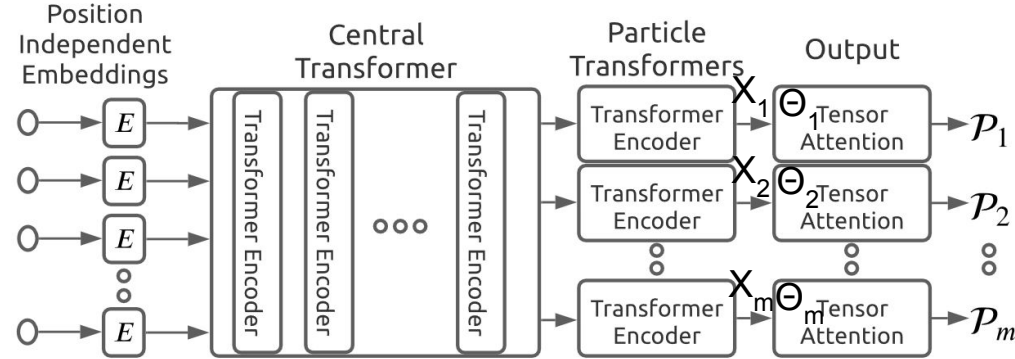 Position
Independent
Embeddings
Central
Transformer
Particle
Transformers
Output
E
E
E
E
Transformer Encoder
Transformer Encoder
Transformer Encoder
Transformer
Encoder
X₁
Θ₁
Tensor
Attention
𝒫₁
Transformer
Encoder
X₂
Θ₂
Tensor
Attention
𝒫₂
Transformer
Encoder
Xₘ
Θₘ
Tensor
Attention
𝒫ₘ